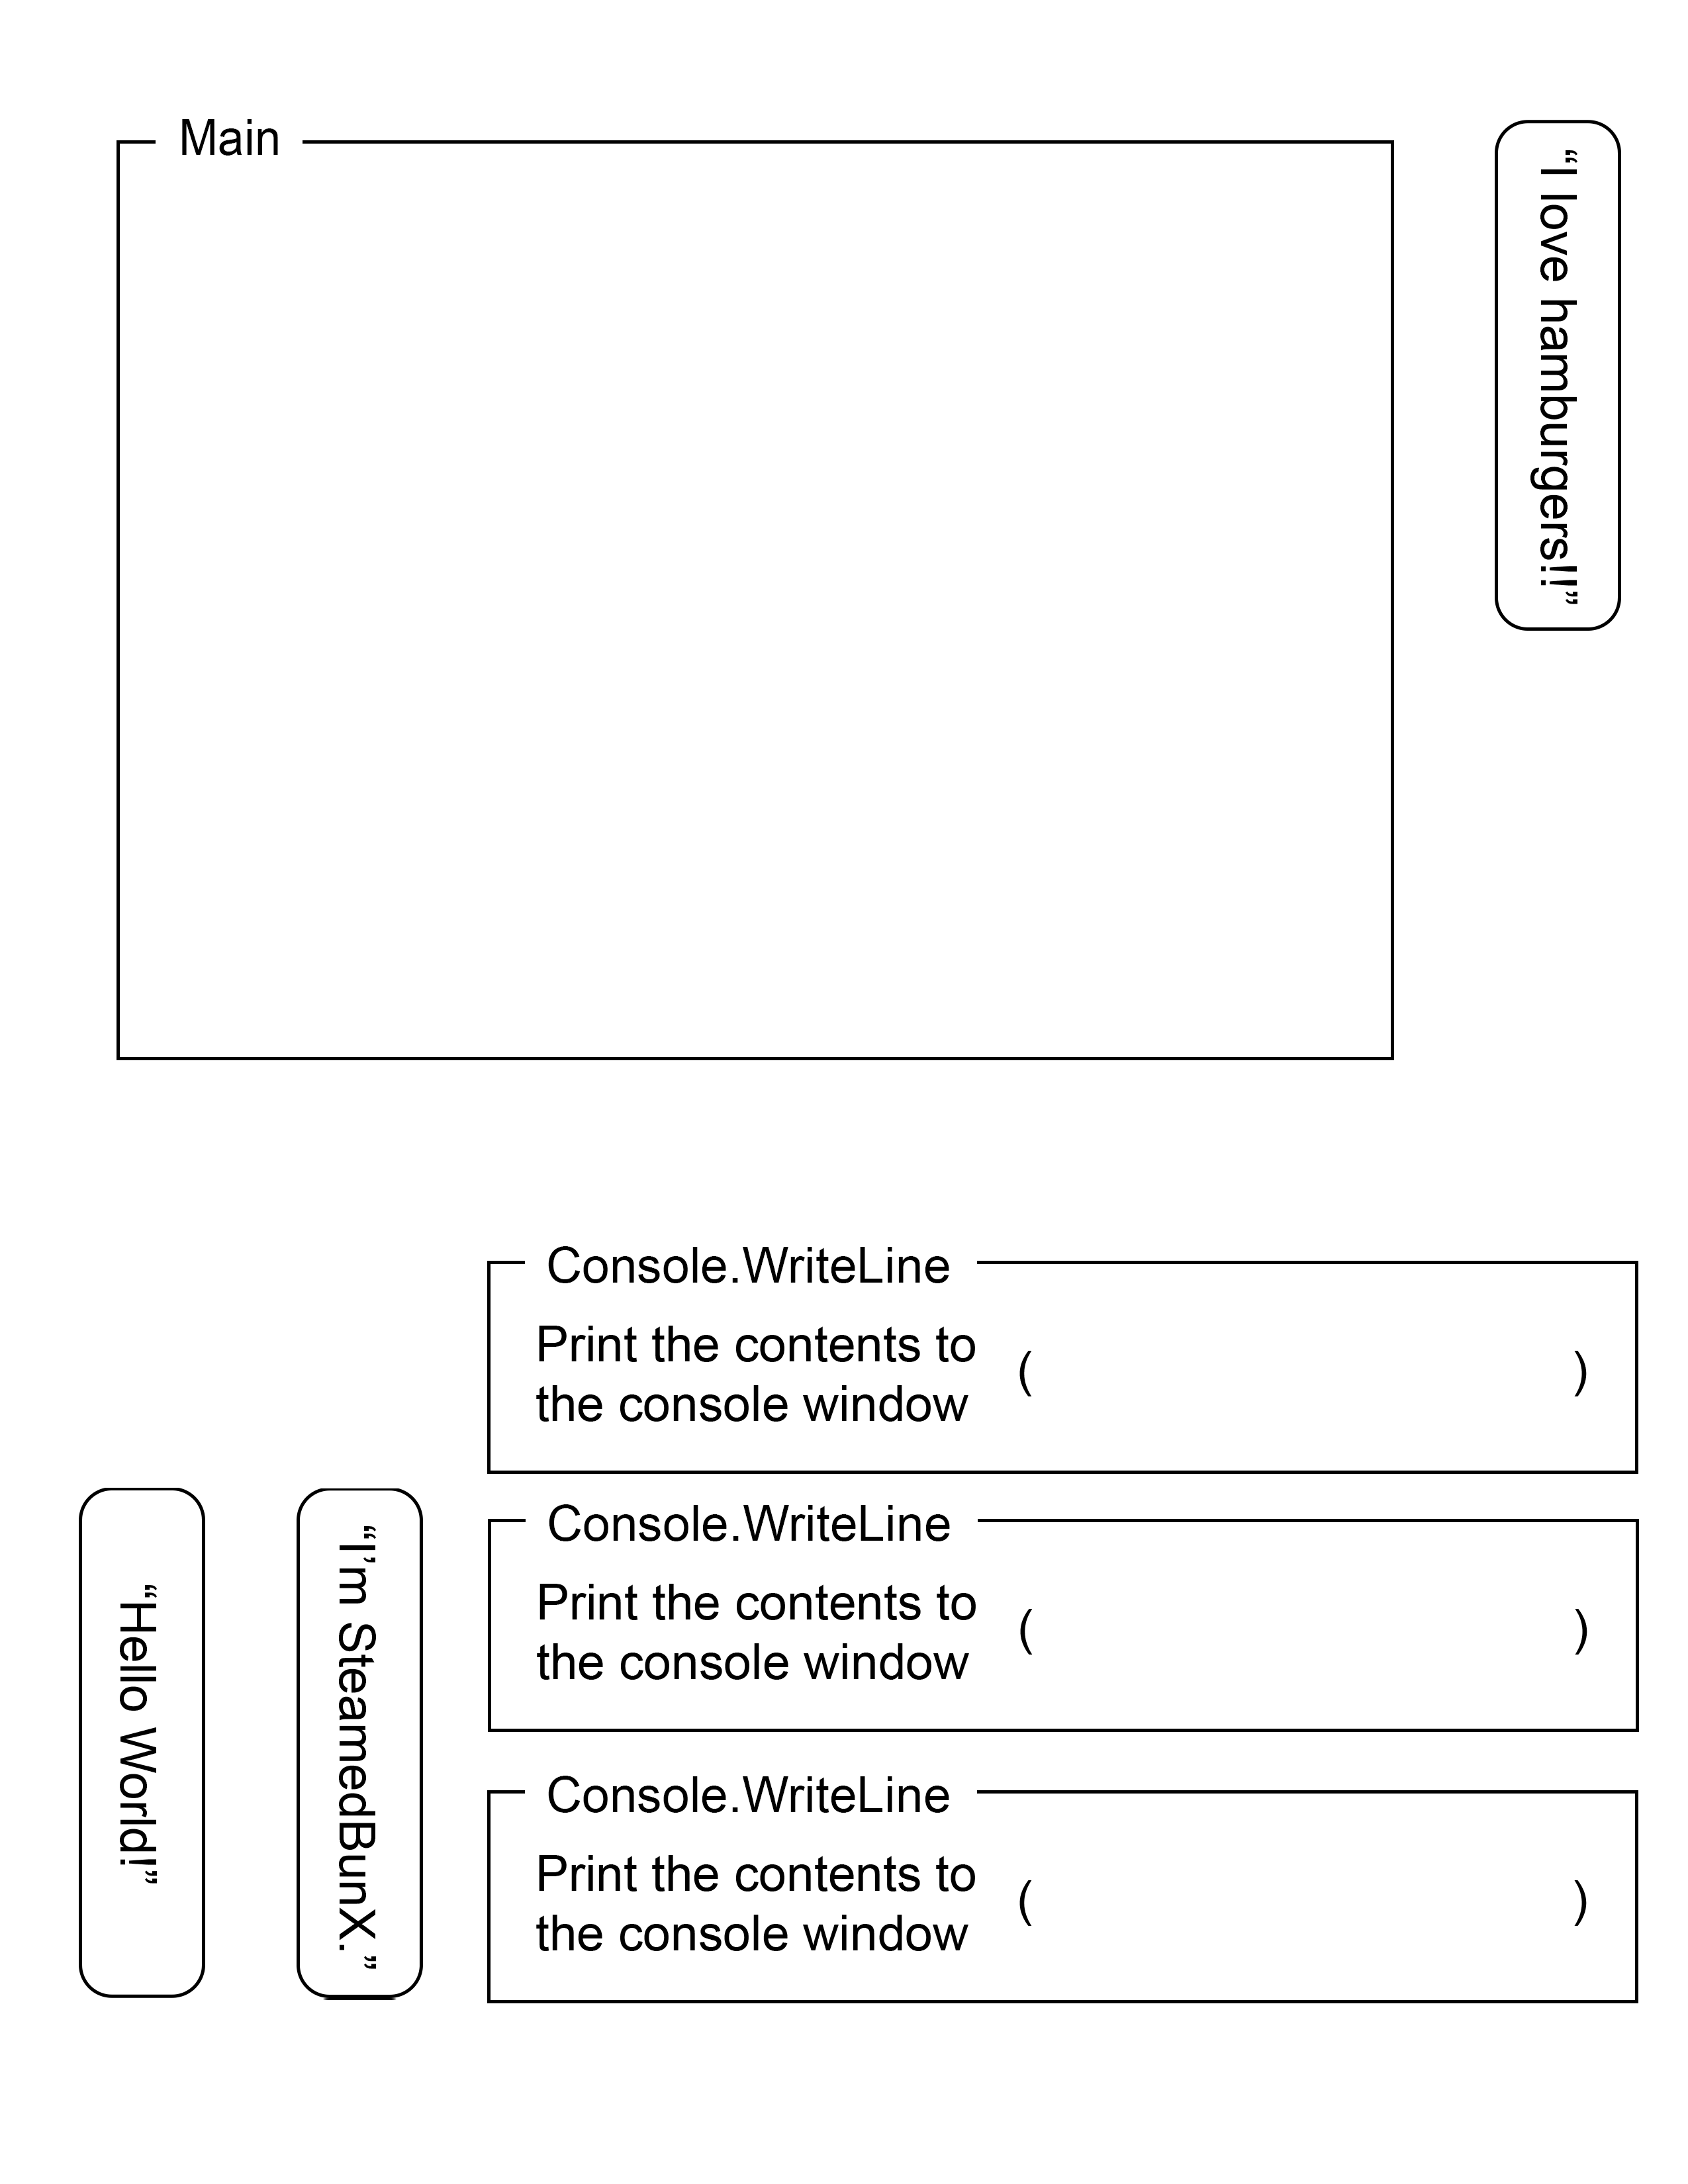 Main
“I love hamburgers!!”
Console.WriteLine
Print the contents to
the console window
(                    )
Console.WriteLine
Print the contents to
the console window
(                    )
Console.WriteLine
Print the contents to
the console window
(                    )
“Hello World!”
“I’m SteamedBunX.”